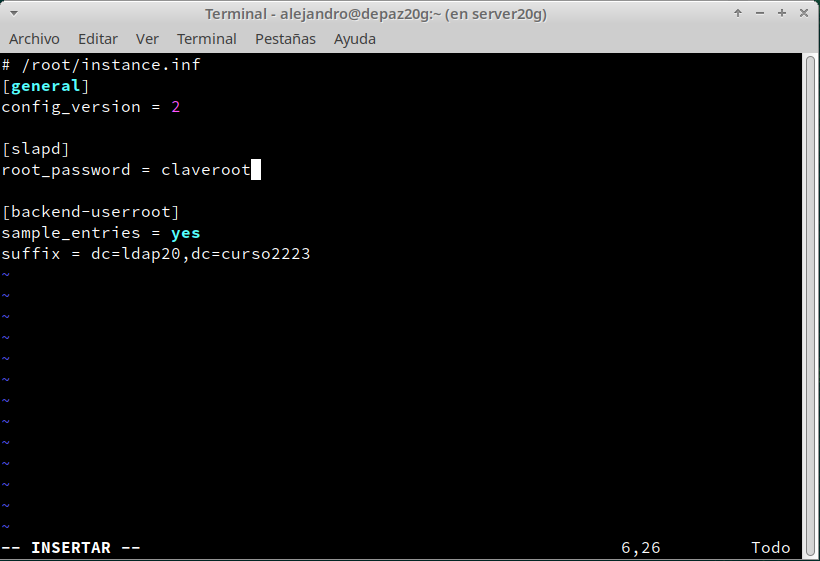 Terminal - alejandro@depaz20g:~ (en server20g)
Archivo Editar Ver Terminal Pestañas Ayuda
# /root/instance.inf
[general]
config_version = 2
[slapd]
root_password = claveroot
[backend-userroot]
sample_entries = yes
suffix = dc=ldap20,dc=curso2223
~
~
~
~
~
~
~
~
~
~
~
~
~
-- INSERTAR -- 6,26 Todo